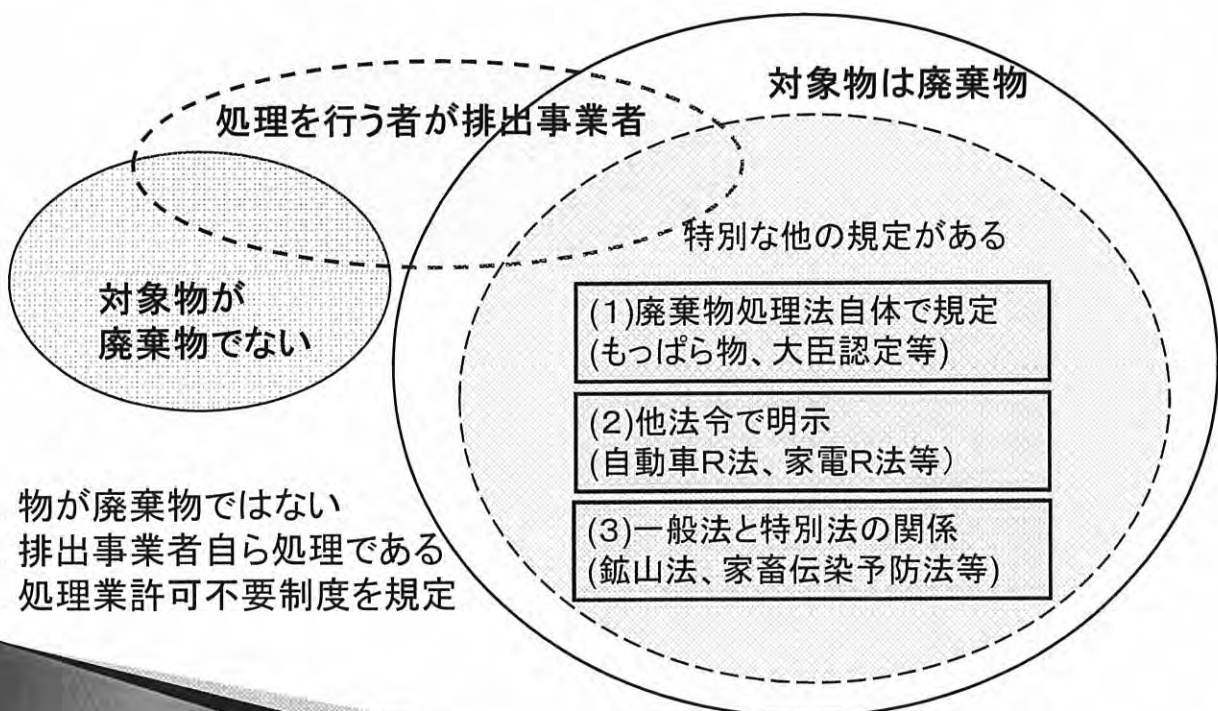 対象物は廃棄物
処理を行う者が排出事業者
特別な他の規定がある
対象物が
廃棄物でない
(1)廃棄物処理法自体で規定
(もっぱら物、大臣認定等)
(2)他法令で明示
(自動車R法、家電R法等)
(3)一般法と特別法の関係
(鉱山法、家畜伝染予防法等)
物が廃棄物ではない
排出事業者自ら処理である
処理業許可不要制度を規定